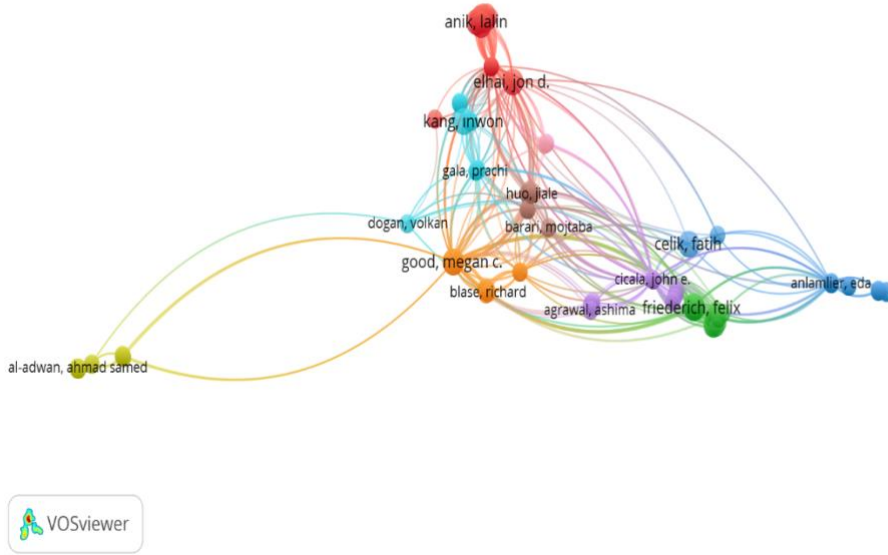 anik, lalin
elhai, jon d.
kang, inwon
gala, prachi
huo, jiale
dogan, volkan
barari, mojtaba
celik, fatih
good, megan c.
cicala, john e.
anlamlier, eda
blase, richard
agrawal, ashima
friederich, felix
al-adwan, ahmad samed
VOSviewer